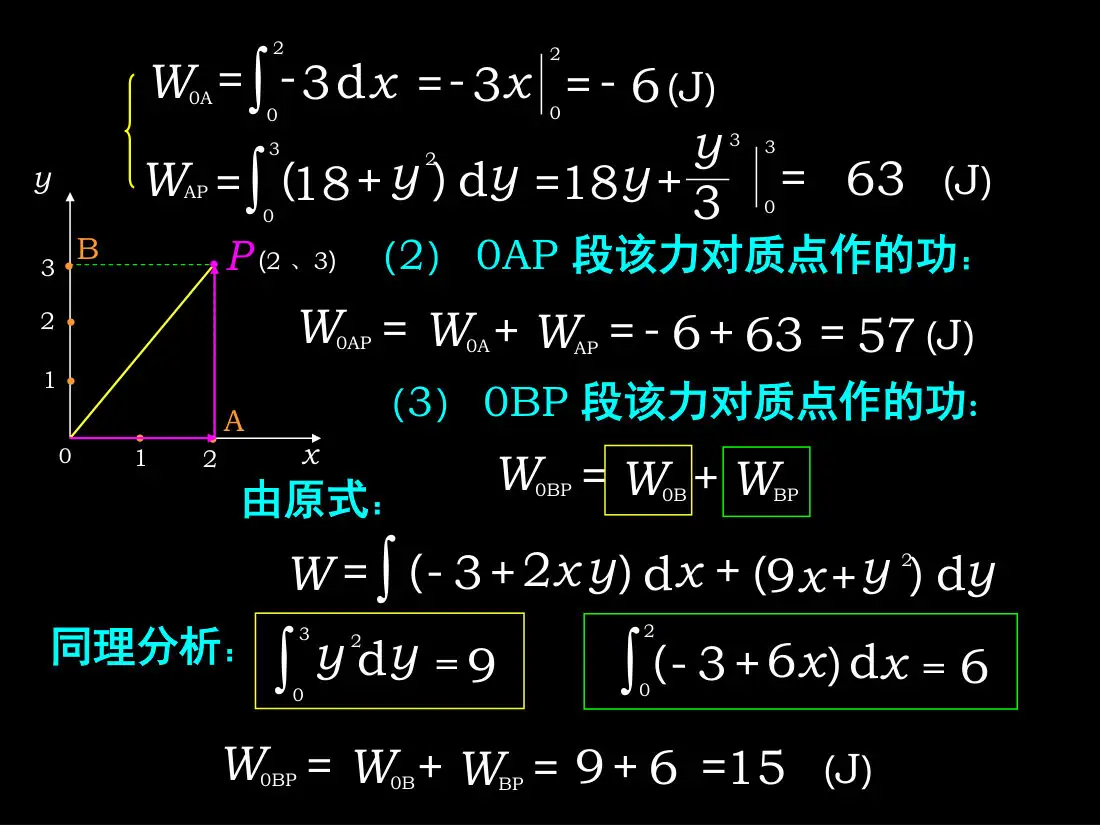 W0A = ∫₀² -3dx = -3x |₀² = -6 (J)
WAP = ∫₀³ (18+y²) dy = 18y + y³/3 |₀³ = 63 (J)
y
B
P (2、3)
3
2
1
A
0 1 2 x
(2) 0AP 段该力对质点作的功:
W0AP = W0A + WAP = -6+63 = 57 (J)
(3) 0BP 段该力对质点作的功:
W0BP = W0B + WBP
由原式:
W = ∫ (-3+2xy) dx + (9x+y²) dy
同理分析: ∫₀³ y²dy = 9 ∫₀² (-3+6x) dx = 6
W0BP = W0B + WBP = 9+6 =15 (J)